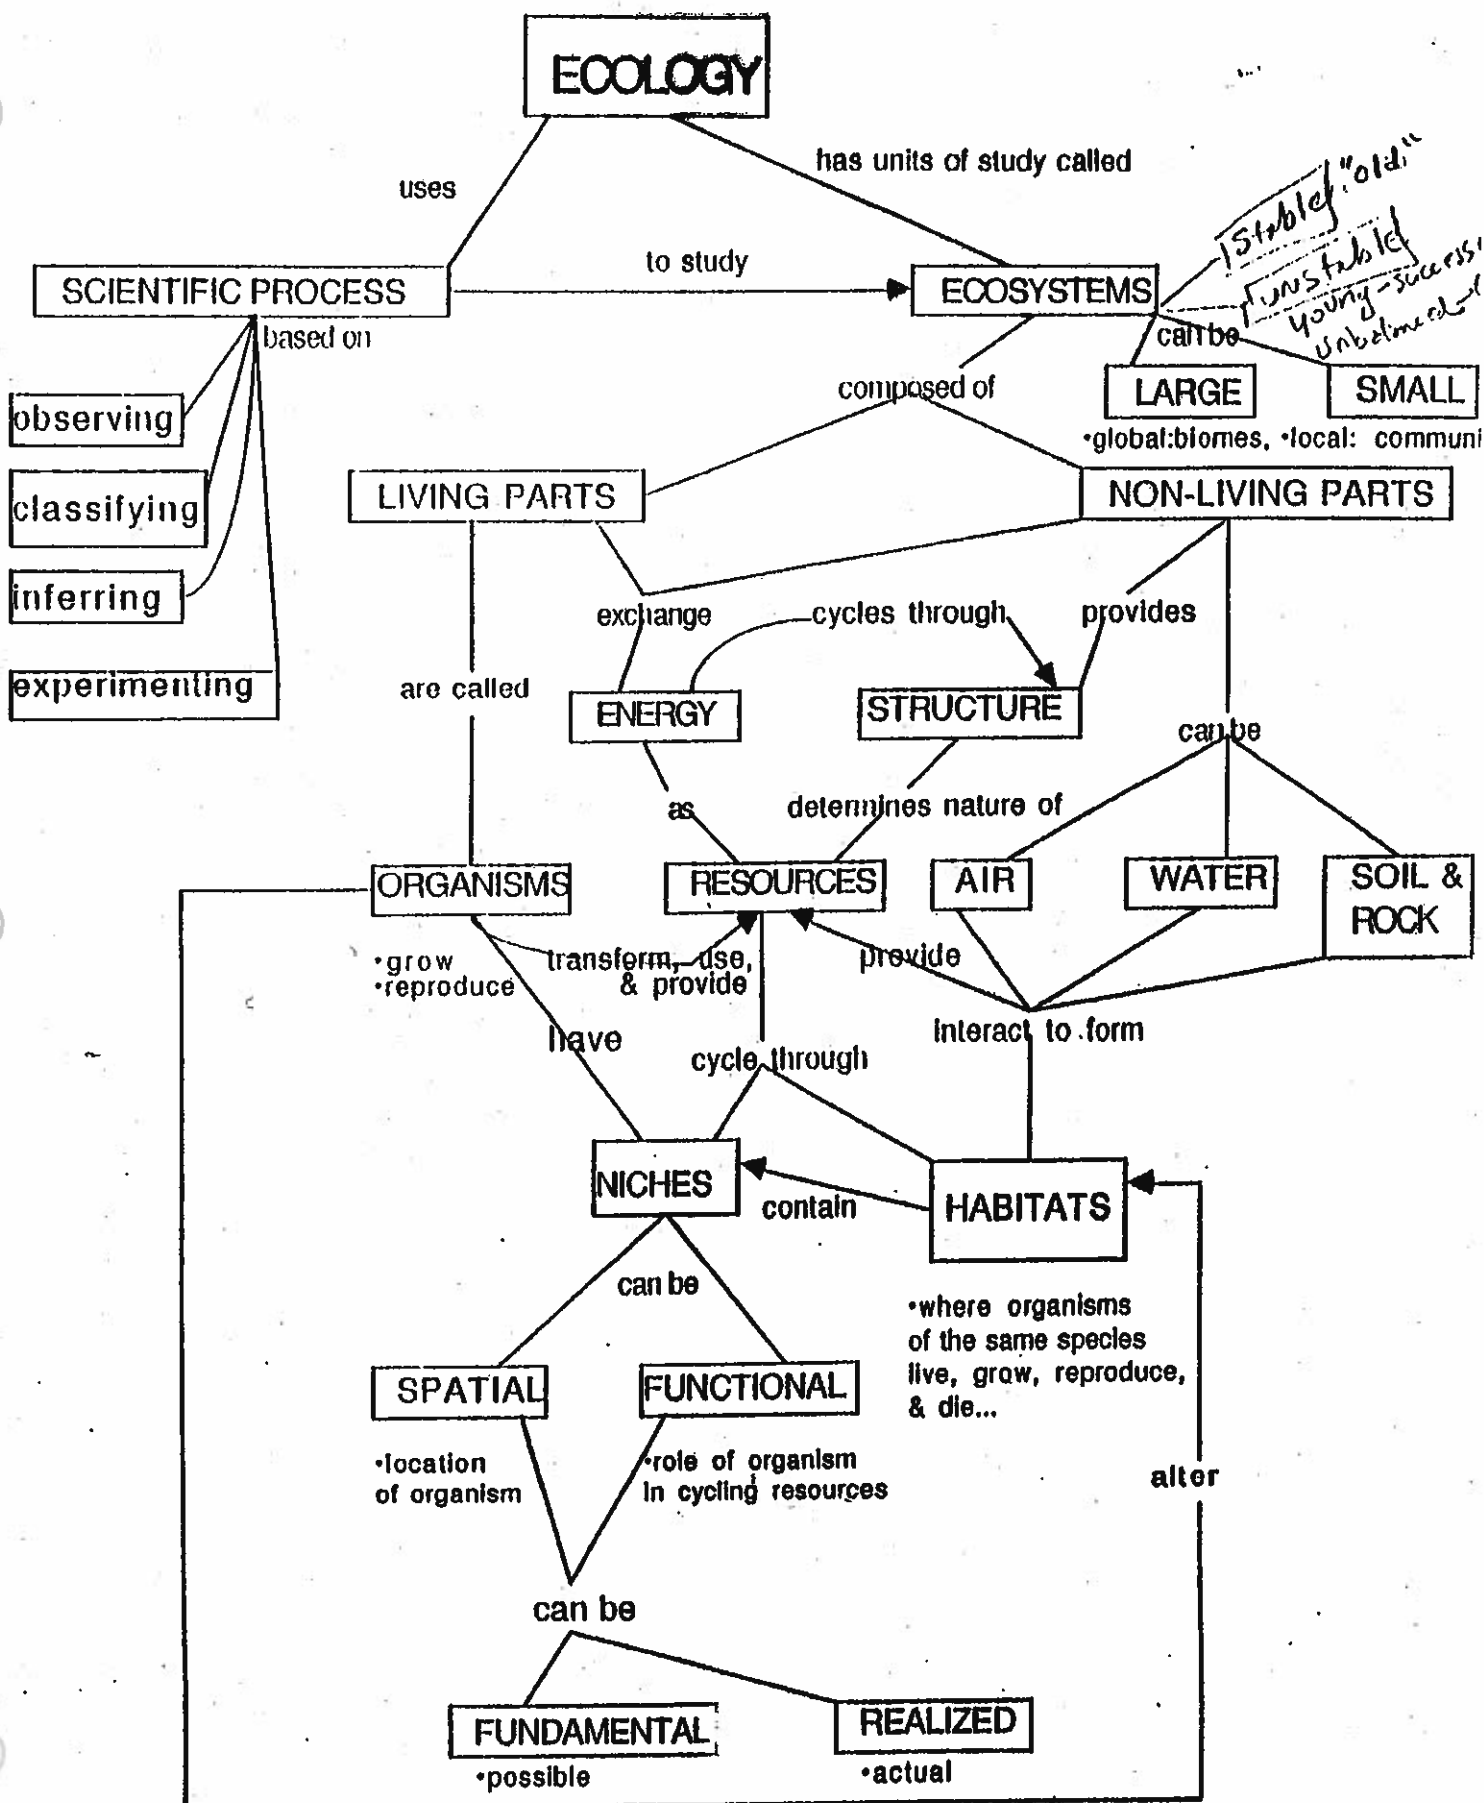 ECOLOGY
has units of study called
uses
"old"
stable
unstable
young
to study
SCIENTIFIC PROCESS
ECOSYSTEMS
based on
can be
composed of
LARGE
SMALL
observing
•global:biomes, •local: communi
LIVING PARTS
NON-LIVING PARTS
classifying
inferring
exchange
cycles through
provides
experimenting
are called
ENERGY
STRUCTURE
can be
as
determines nature of
ORGANISMS
RESOURCES
AIR
WATER
SOIL &
ROCK
•grow
•reproduce
transform, use,
& provide
provide
have
interact to form
cycle through
NICHES
contain
HABITATS
can be
•where organisms
of the same species
live, grow, reproduce,
& die...
SPATIAL
FUNCTIONAL
•location
of organism
•role of organism
in cycling resources
alter
can be
FUNDAMENTAL
REALIZED
•possible
•actual